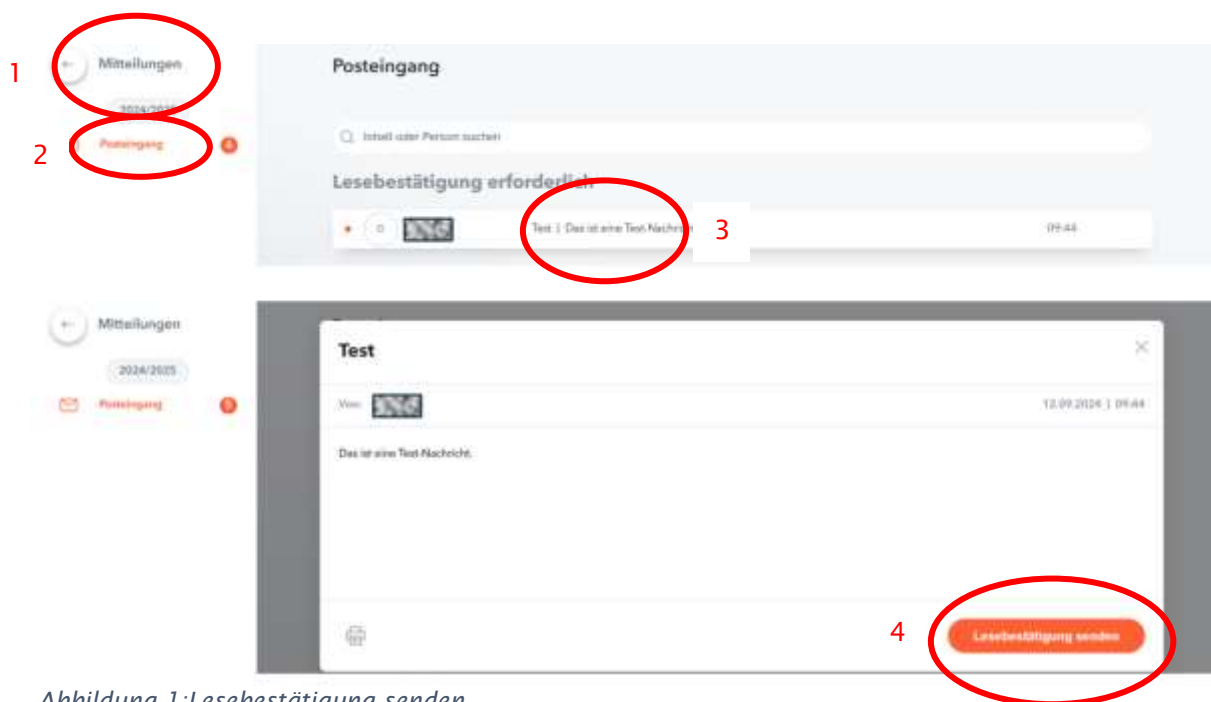 1
Mitteilungen
Posteingang
2024/2025
2
Posteingang
Inhalt oder Person suchen
Lesebestätigung erforderlich
Test | Das ist eine Test-Nachricht
3
09:44
Mitteilungen
2024/2025
Posteingang
Test
Von:
12.09.2024 | 09:44
Das ist eine Test-Nachricht.
4
Lesebestätigung senden
Abbildung 1:Lesebestätigung senden